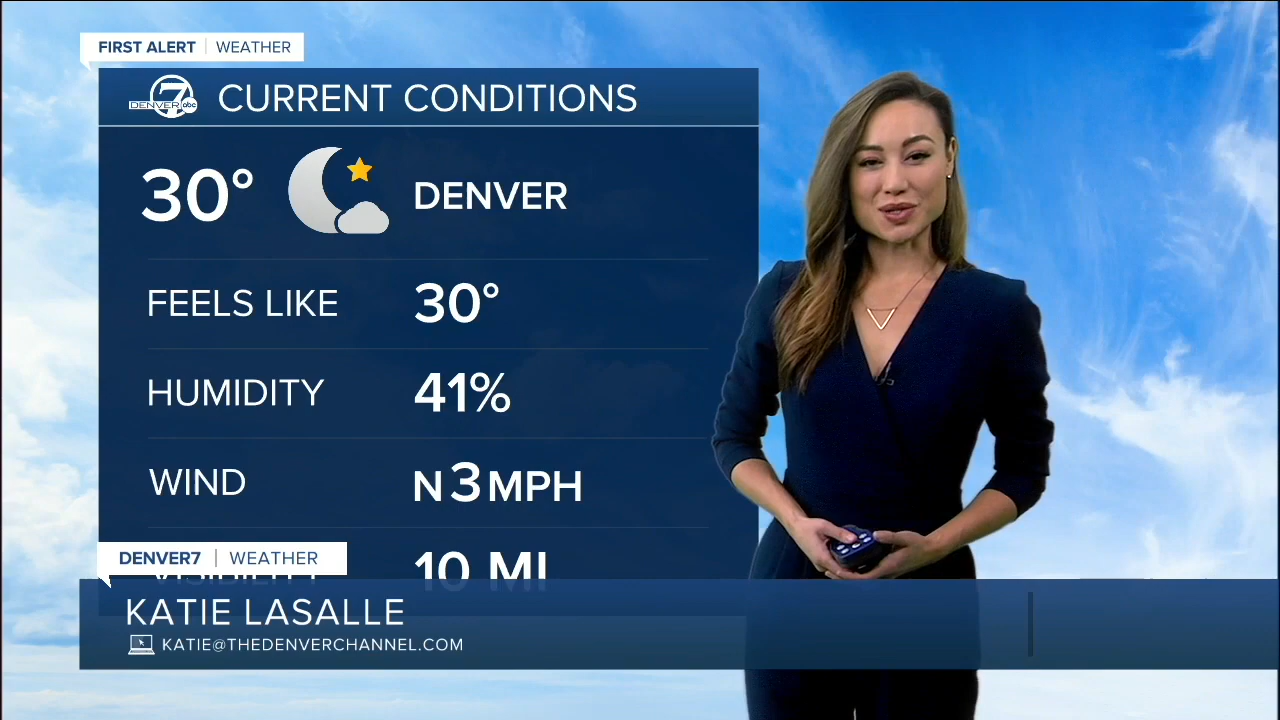 FIRST ALERT | WEATHER
DENVER 7 abc CURRENT CONDITIONS
30° DENVER
FEELS LIKE 30°
HUMIDITY 41%
WIND N 3 MPH
VISIBILITY 10 MI
DENVER7 | WEATHER
KATIE LASALLE
KATIE@THEDENVERCHANNEL.COM